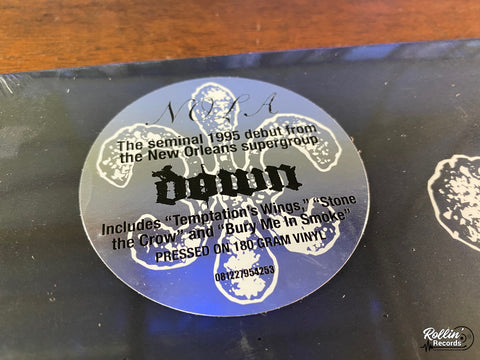 NOLA
The seminal 1995 debut from
the New Orleans supergroup
down
Includes “Temptation's Wings,” “Stone
the Crow” and “Bury Me In Smoke”
PRESSED ON 180 GRAM VINYL
081227954253
Rollin'
Records